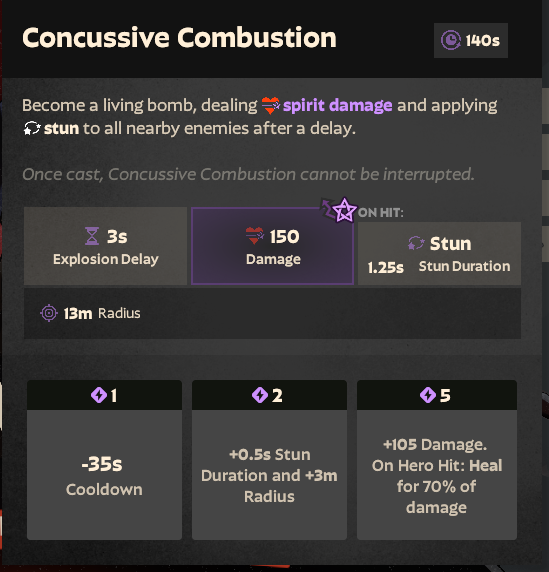 Concussive Combustion
140s
Become a living bomb, dealing spirit damage and applying
stun to all nearby enemies after a delay.
Once cast, Concussive Combustion cannot be interrupted.
ON HIT:
3s
Explosion Delay
150
Damage
Stun
1.25s Stun Duration
13m Radius
1
-35s
Cooldown
2
+0.5s Stun
Duration and +3m
Radius
5
+105 Damage.
On Hero Hit: Heal
for 70% of
damage